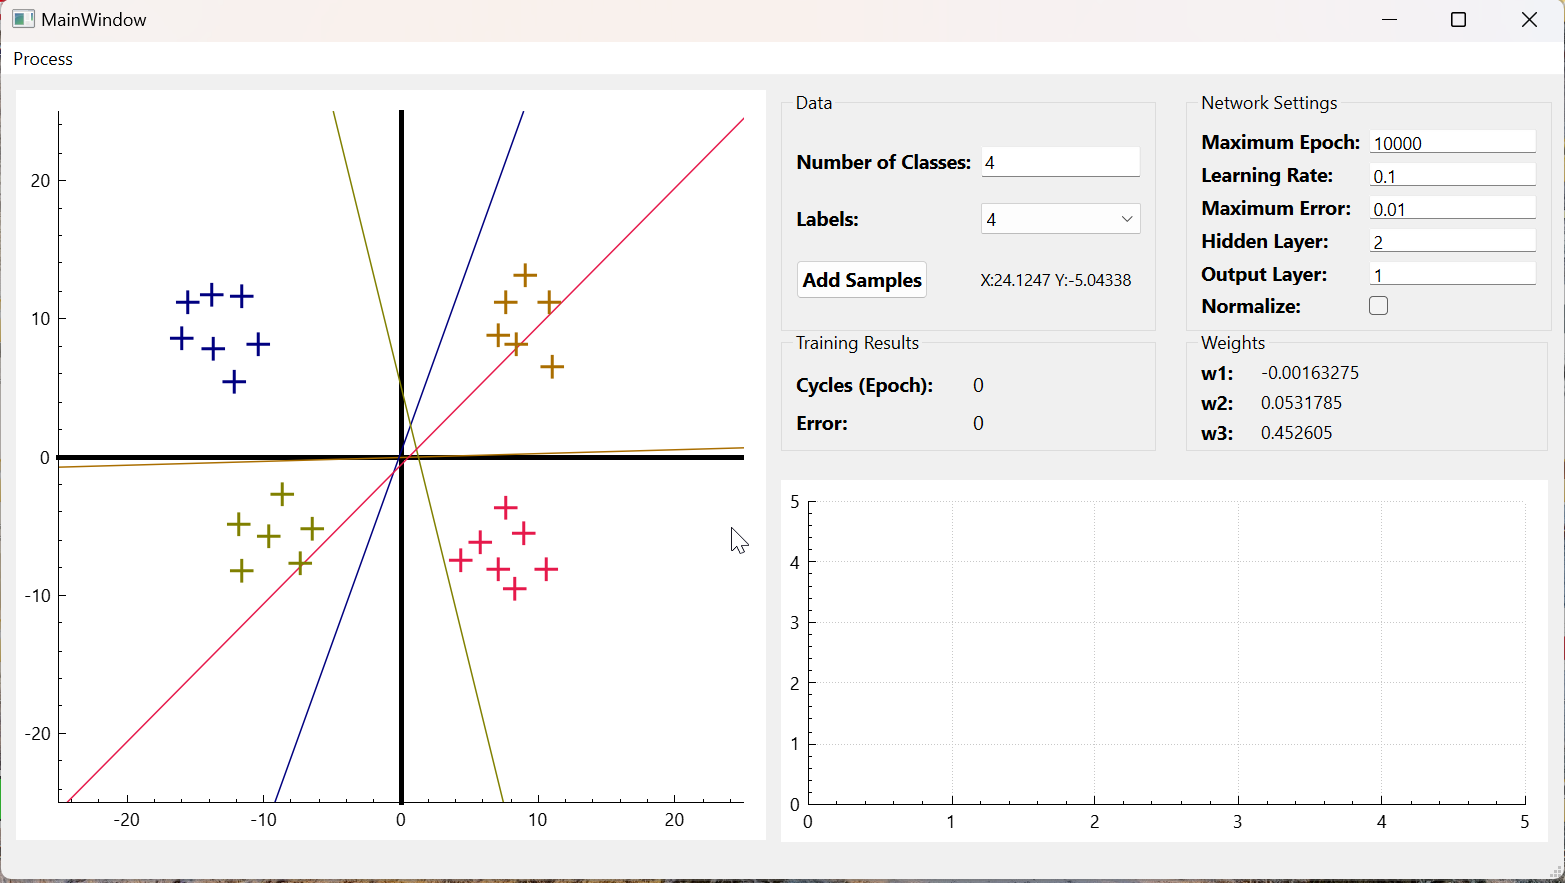 MainWindow
Process
20
10
0
-10
-20
-20
-10
0
10
20
Data
Number of Classes: 4
Labels: 4
Add Samples X:24.1247 Y:-5.04338
Network Settings
Maximum Epoch: 10000
Learning Rate: 0.1
Maximum Error: 0.01
Hidden Layer: 2
Output Layer: 1
Normalize:
Training Results
Cycles (Epoch): 0
Error: 0
Weights
w1: -0.00163275
w2: 0.0531785
w3: 0.452605
5
4
3
2
1
0
0
1
2
3
4
5